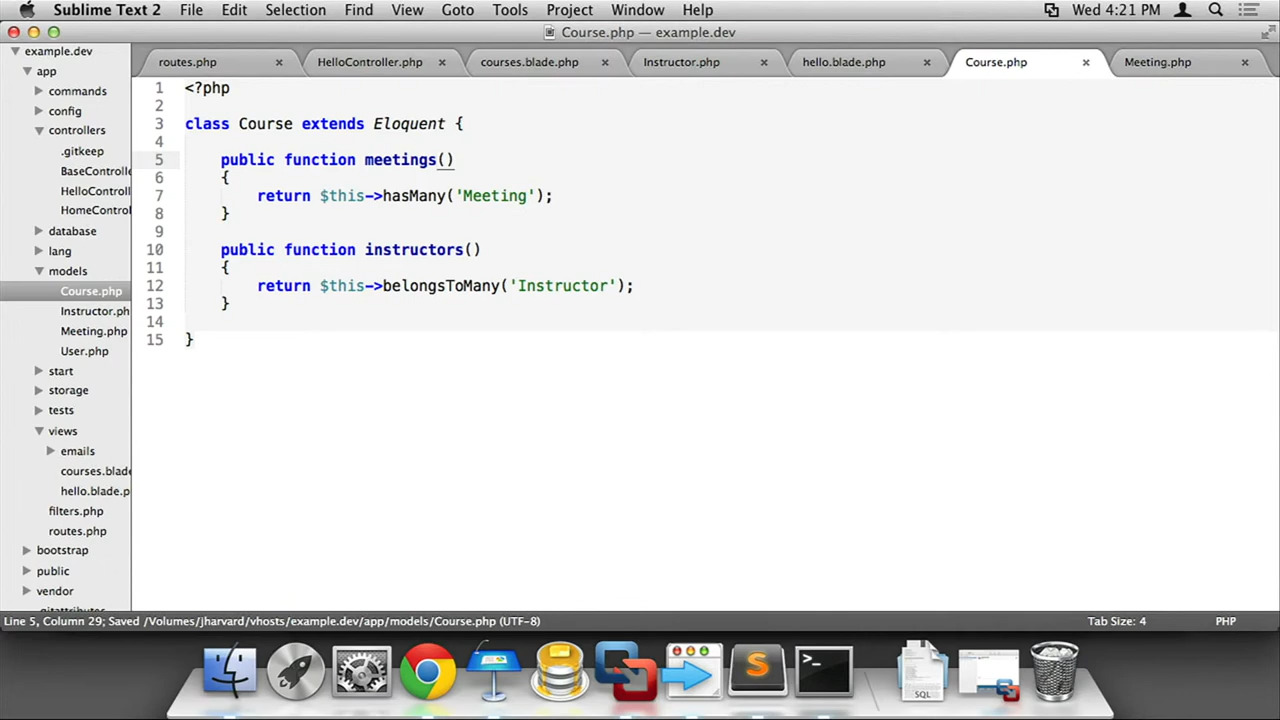 Sublime Text 2 File Edit Selection Find View Goto Tools Project Window Help Wed 4:21 PM
Course.php — example.dev
example.dev
app
commands
config
controllers
.gitkeep
BaseControlle
HelloControll
HomeControl
database
lang
models
Course.php
Instructor.ph
Meeting.php
User.php
start
storage
tests
views
emails
courses.blade
hello.blade.p
filters.php
routes.php
bootstrap
public
vendor
.gitattributes
routes.php × HelloController.php × courses.blade.php × Instructor.php × hello.blade.php × Course.php × Meeting.php ×
1 <?php
2
3 class Course extends Eloquent {
4
5 public function meetings()
6 {
7 return $this->hasMany('Meeting');
8 }
9
10 public function instructors()
11 {
12 return $this->belongsToMany('Instructor');
13 }
14
15 }
Line 5, Column 29; Saved /Volumes/jharvard/vhosts/example.dev/app/models/Course.php (UTF-8) Tab Size: 4 PHP
>_
SQL